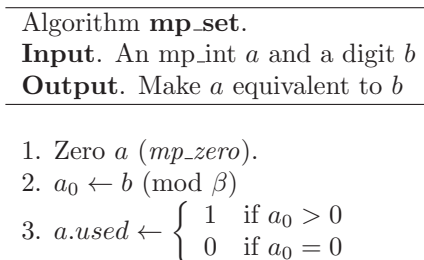 Algorithm mp_set.
Input. An mp_int a and a digit b
Output. Make a equivalent to b
1. Zero a (mp_zero).
2. a₀ ← b (mod β)
3. a.used ← { 1 if a₀ > 0
0 if a₀ = 0